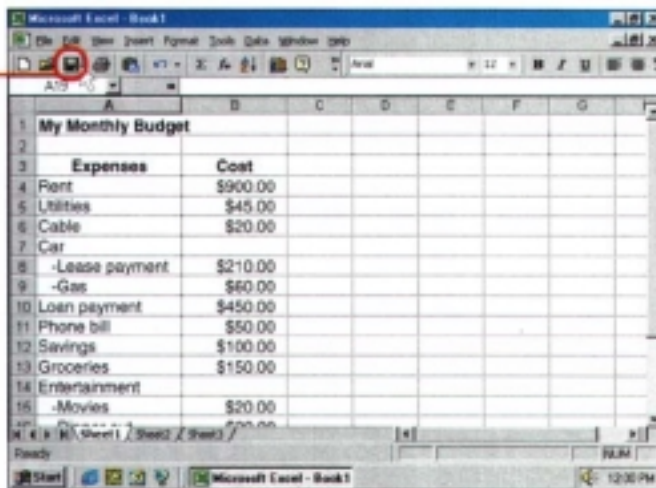 Microsoft Excel - Book1
File Edit View Insert Format Tools Data Window Help
Arial 12 B I U
A19 =
A B C D E F G
1 My Monthly Budget
2
3 Expenses Cost
4 Rent $900.00
5 Utilities $45.00
6 Cable $20.00
7 Car
8 -Lease payment $210.00
9 -Gas $60.00
10 Loan payment $450.00
11 Phone bill $50.00
12 Savings $100.00
13 Groceries $150.00
14 Entertainment
15 -Movies $20.00
Sheet1 / Sheet2 / Sheet3 /
Ready NUM
Start Microsoft Excel - Book1 12:00 PM